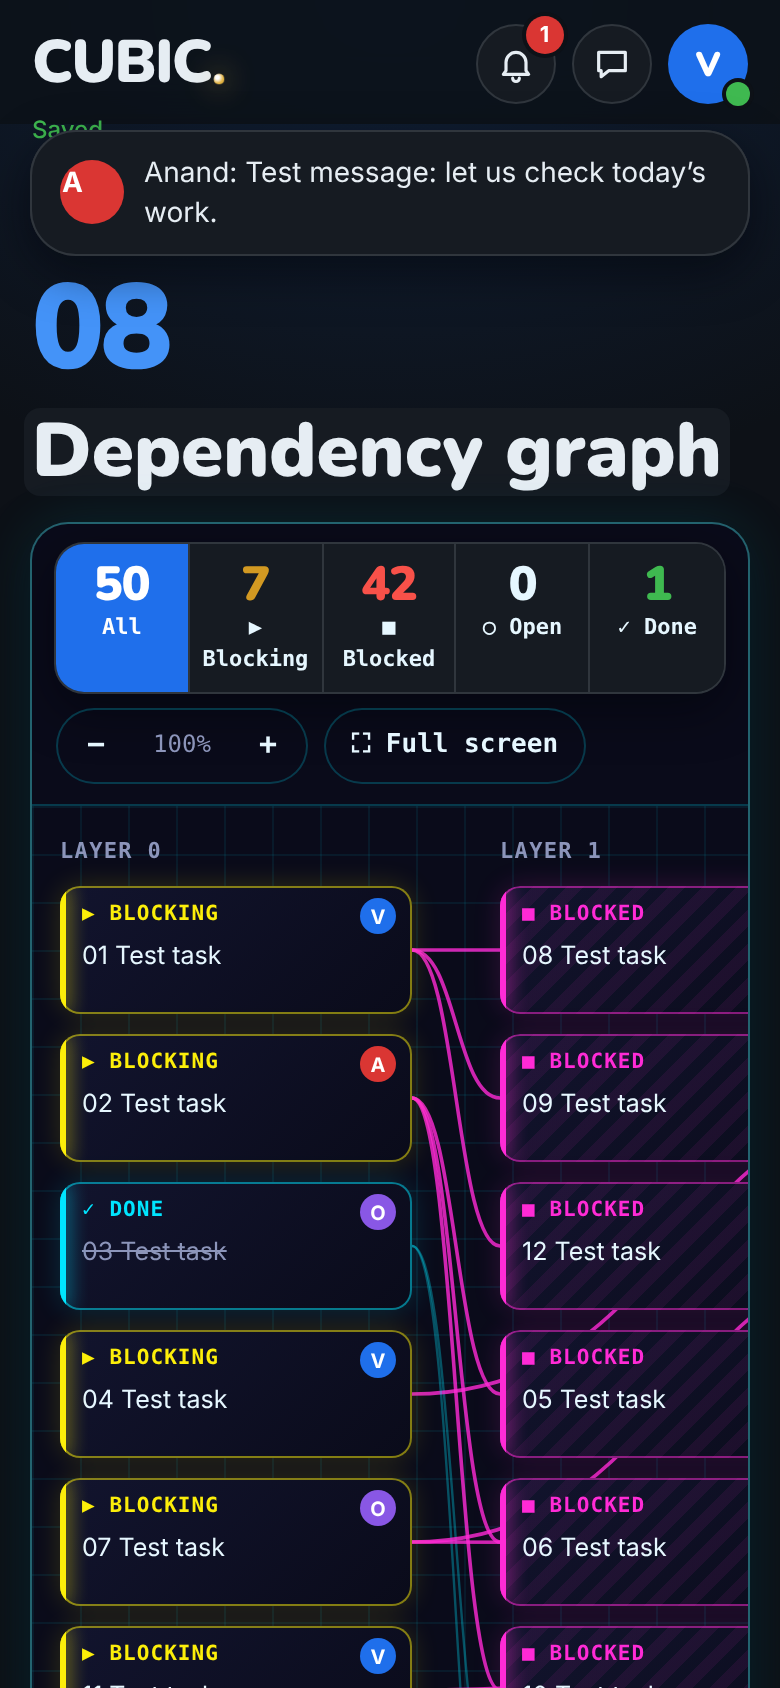 CUBIC.
1
V
Saved
A
Anand: Test message: let us check today’s
work.
08
Dependency graph
50
All
7
▶
Blocking
42
■
Blocked
0
○ Open
1
✓ Done
− 100% +
Full screen
LAYER 0
LAYER 1
▶ BLOCKING
V
01 Test task
■ BLOCKED
08 Test task
▶ BLOCKING
A
02 Test task
■ BLOCKED
09 Test task
✓ DONE
O
03 Test task
■ BLOCKED
12 Test task
▶ BLOCKING
V
04 Test task
■ BLOCKED
05 Test task
▶ BLOCKING
O
07 Test task
■ BLOCKED
06 Test task
▶ BLOCKING
V
■ BLOCKED